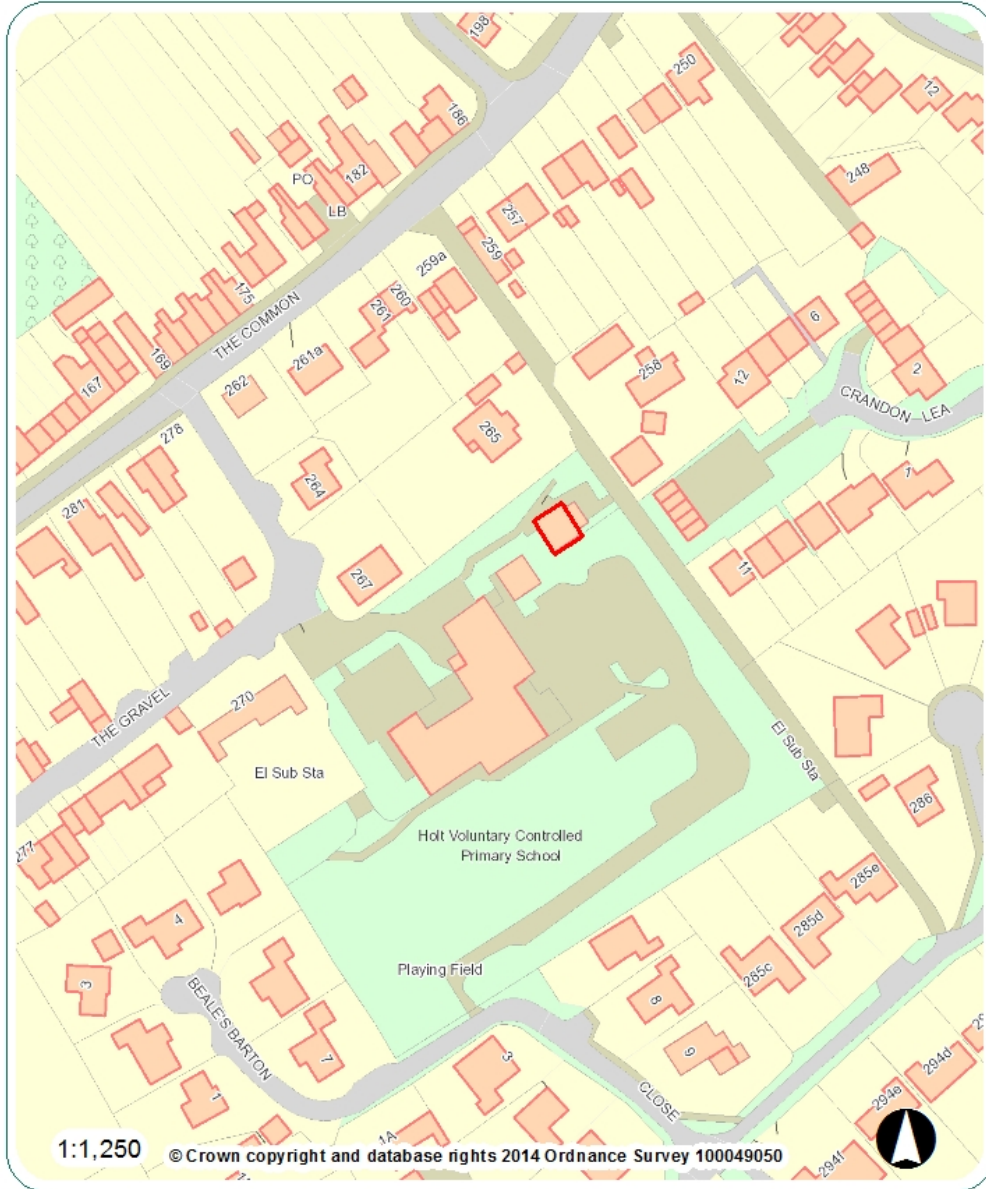 198
250
12
186
PO
182
248
LB
257
259
259a
175
260
261
THE COMMON
6
169
261a
258
2
167
262
12
CRANDON LEA
278
265
1
264
281
11
267
270
THE GRAVEL
El Sub Sta
El Sub Sta
286
Holt Voluntary Controlled
Primary School
277
285e
4
285d
Playing Field
285c
3
8
BEALE'S BARTON
9
7
3
294d
1
CLOSE
294e
1A
294f
1:1,250
© Crown copyright and database rights 2014 Ordnance Survey 100049050